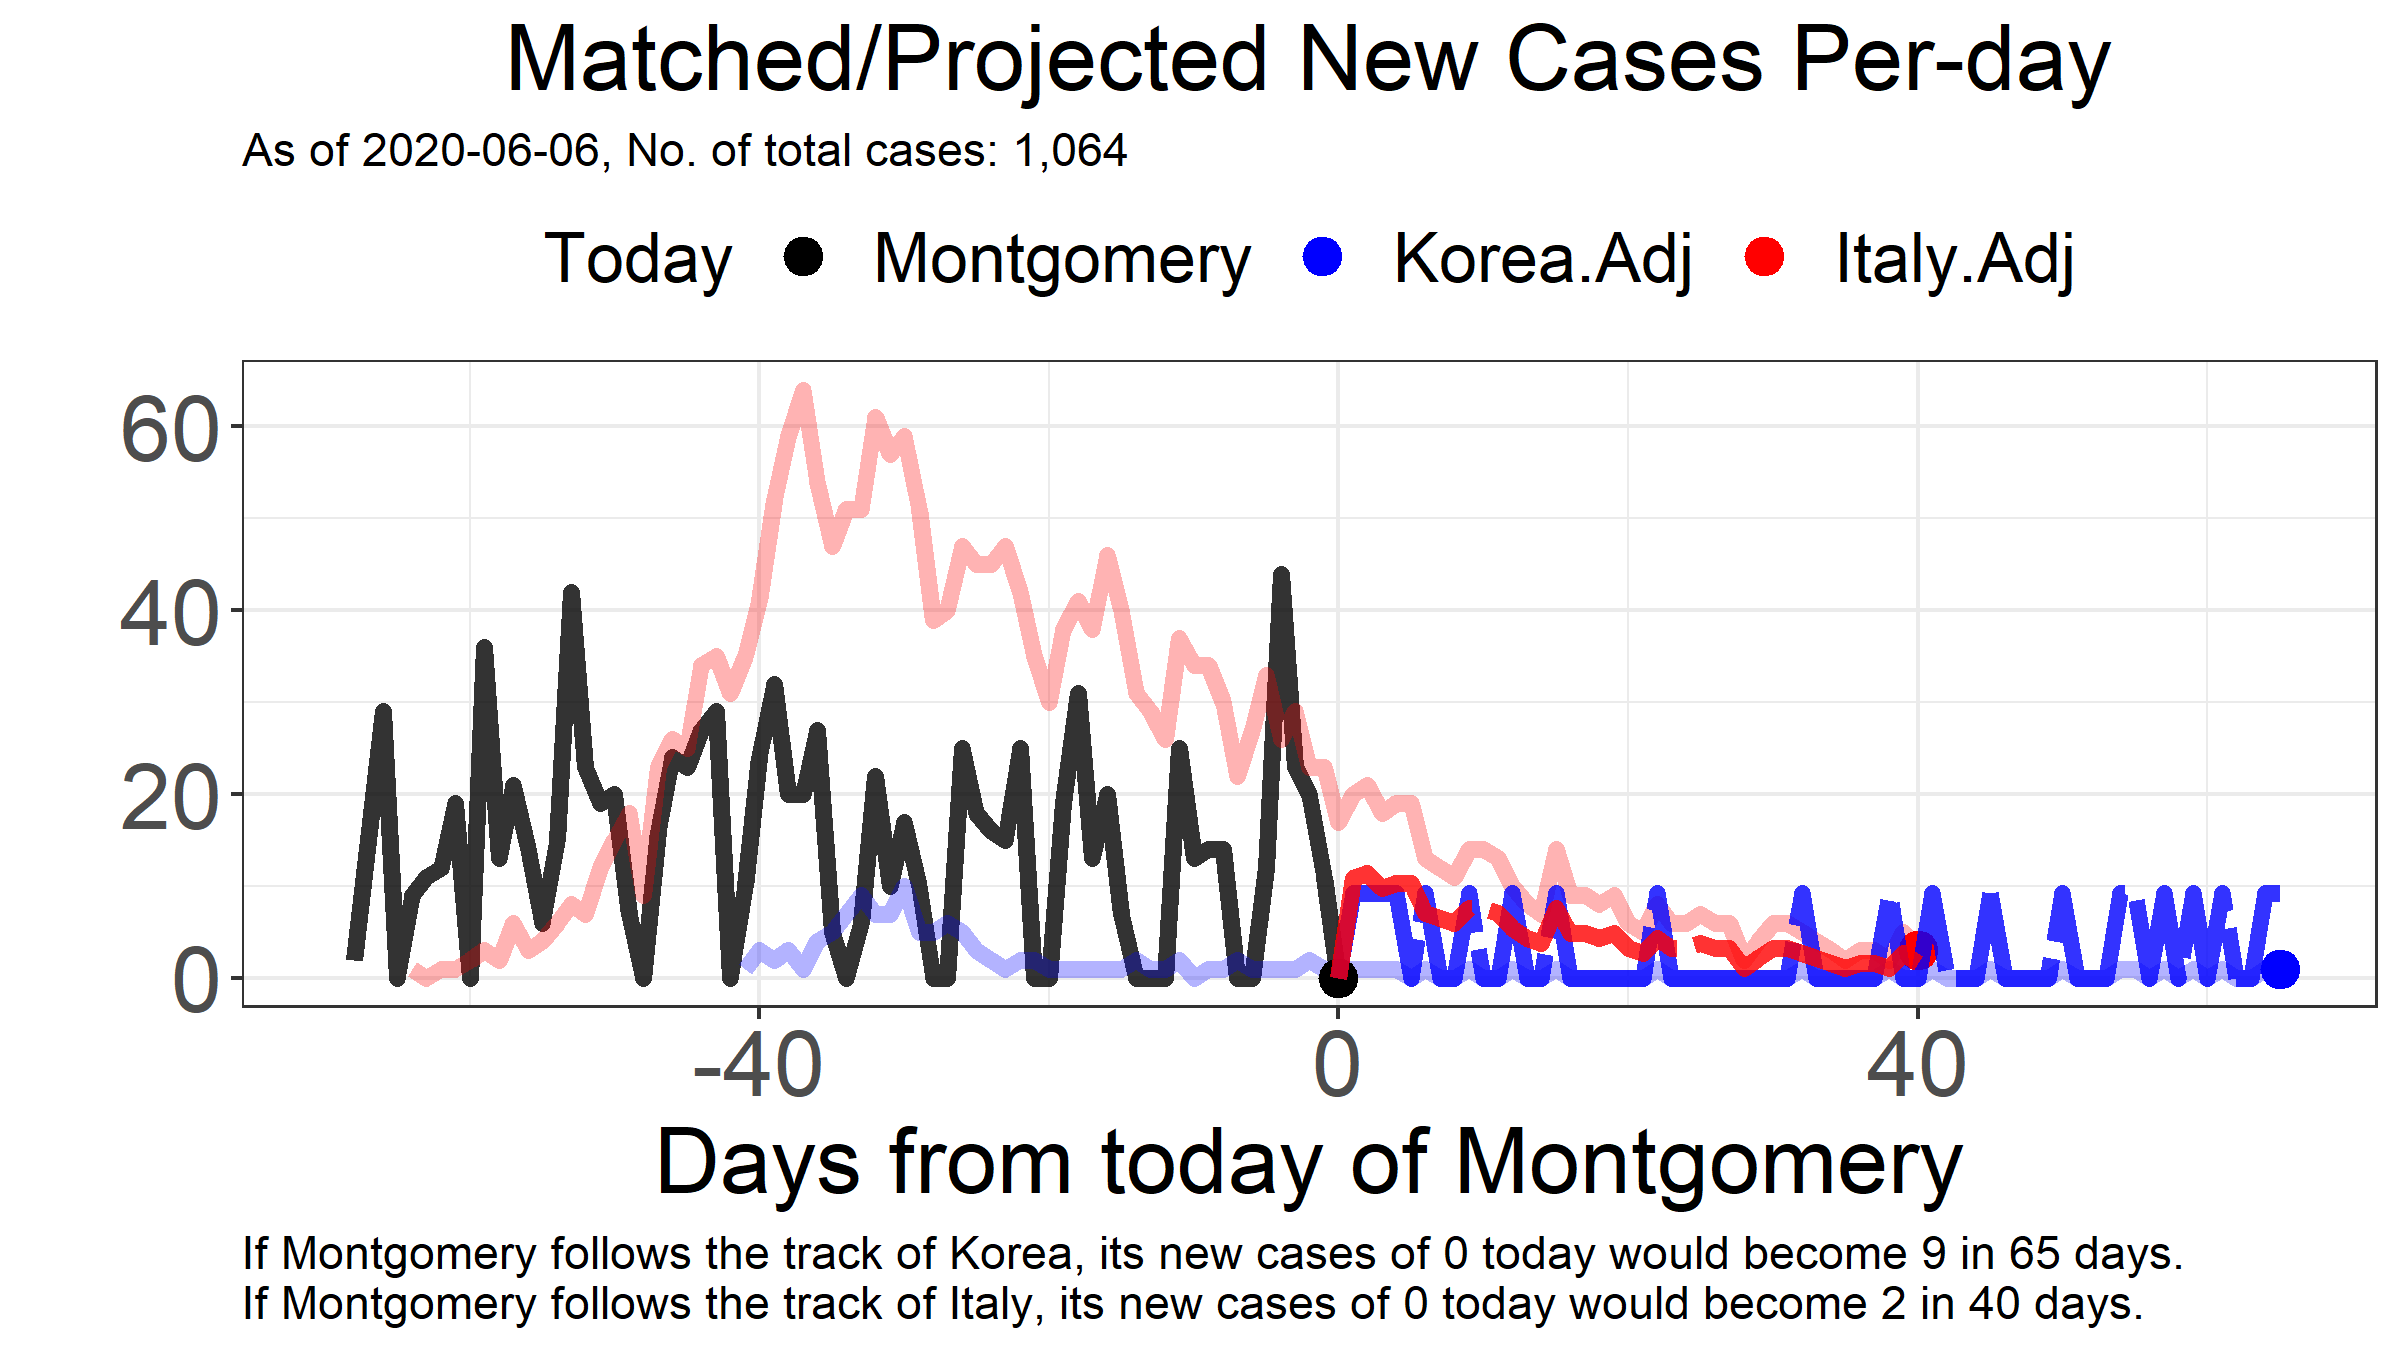 Matched/Projected New Cases Per-day
As of 2020-06-06, No. of total cases: 1,064
Today Montgomery Korea.Adj Italy.Adj
60
40
20
0
-40 0 40
Days from today of Montgomery
If Montgomery follows the track of Korea, its new cases of 0 today would become 9 in 65 days.
If Montgomery follows the track of Italy, its new cases of 0 today would become 2 in 40 days.